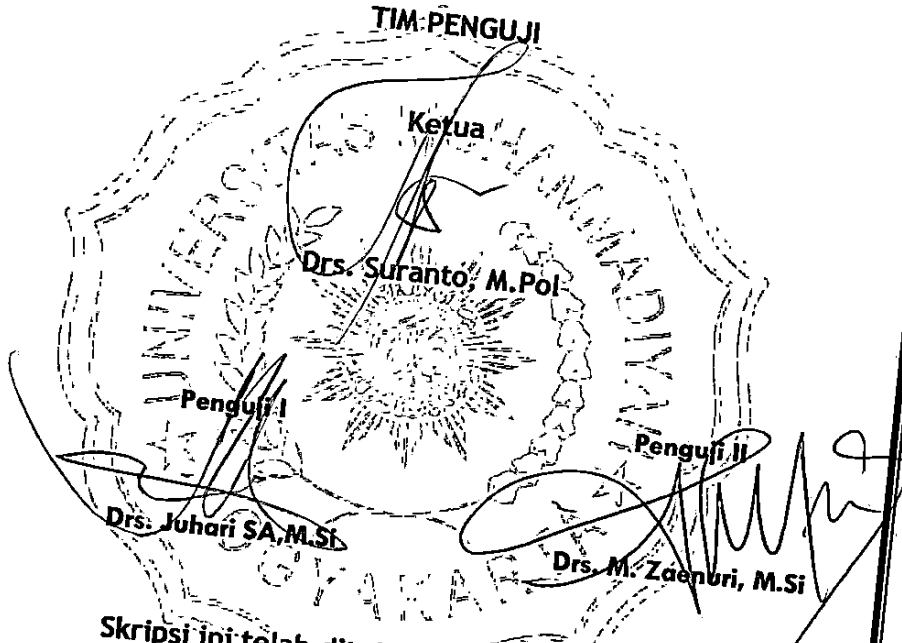 TIM PENGUJI
Ketua
Drs. Suranto, M.Pol
Penguji I
Penguji II
Drs. Juhari SA,M.Si
Drs. M. Zaenuri, M.Si
Skripsi ini telah